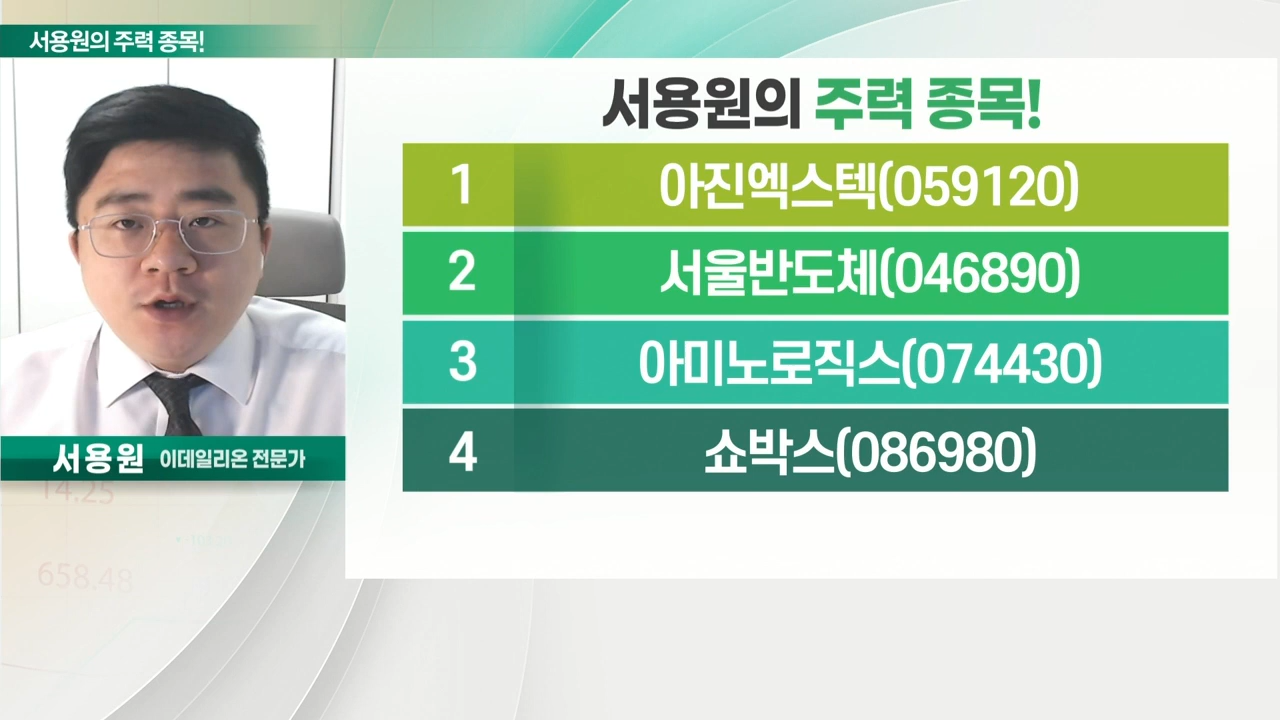 서용원의 주력 종목!
서용원의 주력 종목!
1 아진엑스텍(059120)
2 서울반도체(046890)
3 아미노로직스(074430)
4 쇼박스(086980)
서용원 이데일리온 전문가
14.25
658.48